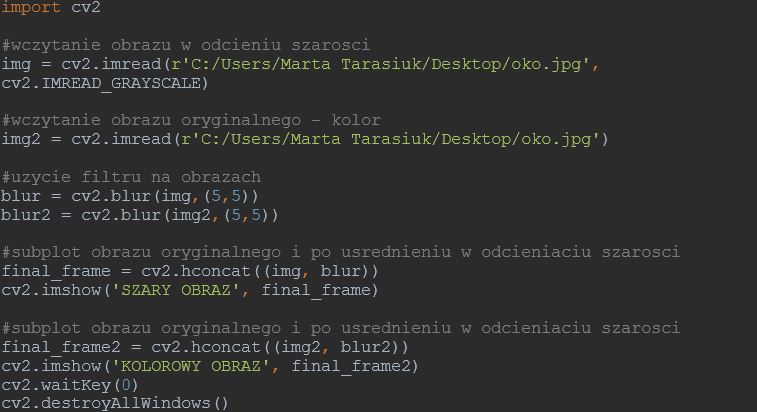 import cv2
#wczytanie obrazu w odcieniu szarosci
img = cv2.imread(r'C:/Users/Marta Tarasiuk/Desktop/oko.jpg',
cv2.IMREAD_GRAYSCALE)
#wczytanie obrazu oryginalnego – kolor
img2 = cv2.imread(r'C:/Users/Marta Tarasiuk/Desktop/oko.jpg')
#uzycie filtru na obrazach
blur = cv2.blur(img,(5,5))
blur2 = cv2.blur(img2,(5,5))
#subplot obrazu oryginalnego i po usrednieniu w odcieniaciu szarosci
final_frame = cv2.hconcat((img, blur))
cv2.imshow('SZARY OBRAZ', final_frame)
#subplot obrazu oryginalnego i po usrednieniu w odcieniaciu szarosci
final_frame2 = cv2.hconcat((img2, blur2))
cv2.imshow('KOLOROWY OBRAZ', final_frame2)
cv2.waitKey(0)
cv2.destroyAllWindows()